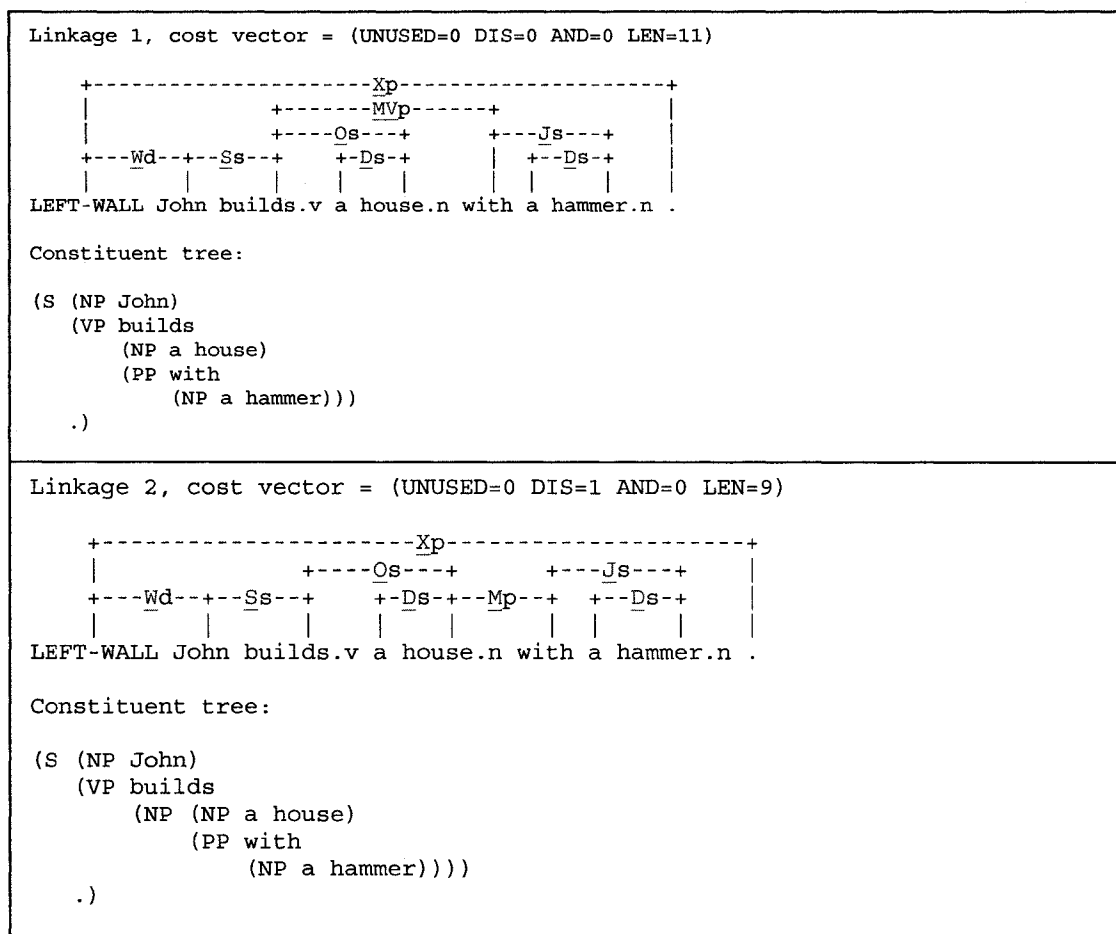 Linkage 1, cost vector = (UNUSED=0 DIS=0 AND=0 LEN=11)
+----------------------Xp---------------------+
|                +-------MVp------+             |
|                +----Os---+      +---Js---+    |
+---Wd--+--Ss--+    +-Ds-+      |  +--Ds-+    |
|       |      |    |    |      |  |     |    |
LEFT-WALL John builds.v a house.n with a hammer.n .
Constituent tree:
(S (NP John)
(VP builds
(NP a house)
(PP with
(NP a hammer)))
.)
Linkage 2, cost vector = (UNUSED=0 DIS=1 AND=0 LEN=9)
+----------------------Xp---------------------+
|              +----Os---+      +---Js---+     |
+---Wd--+--Ss--+    +-Ds-+--Mp--+  +--Ds-+     |
|       |      |    |    |      |  |     |     |
LEFT-WALL John builds.v a house.n with a hammer.n .
Constituent tree:
(S (NP John)
(VP builds
(NP (NP a house)
(PP with
(NP a hammer))))
.)